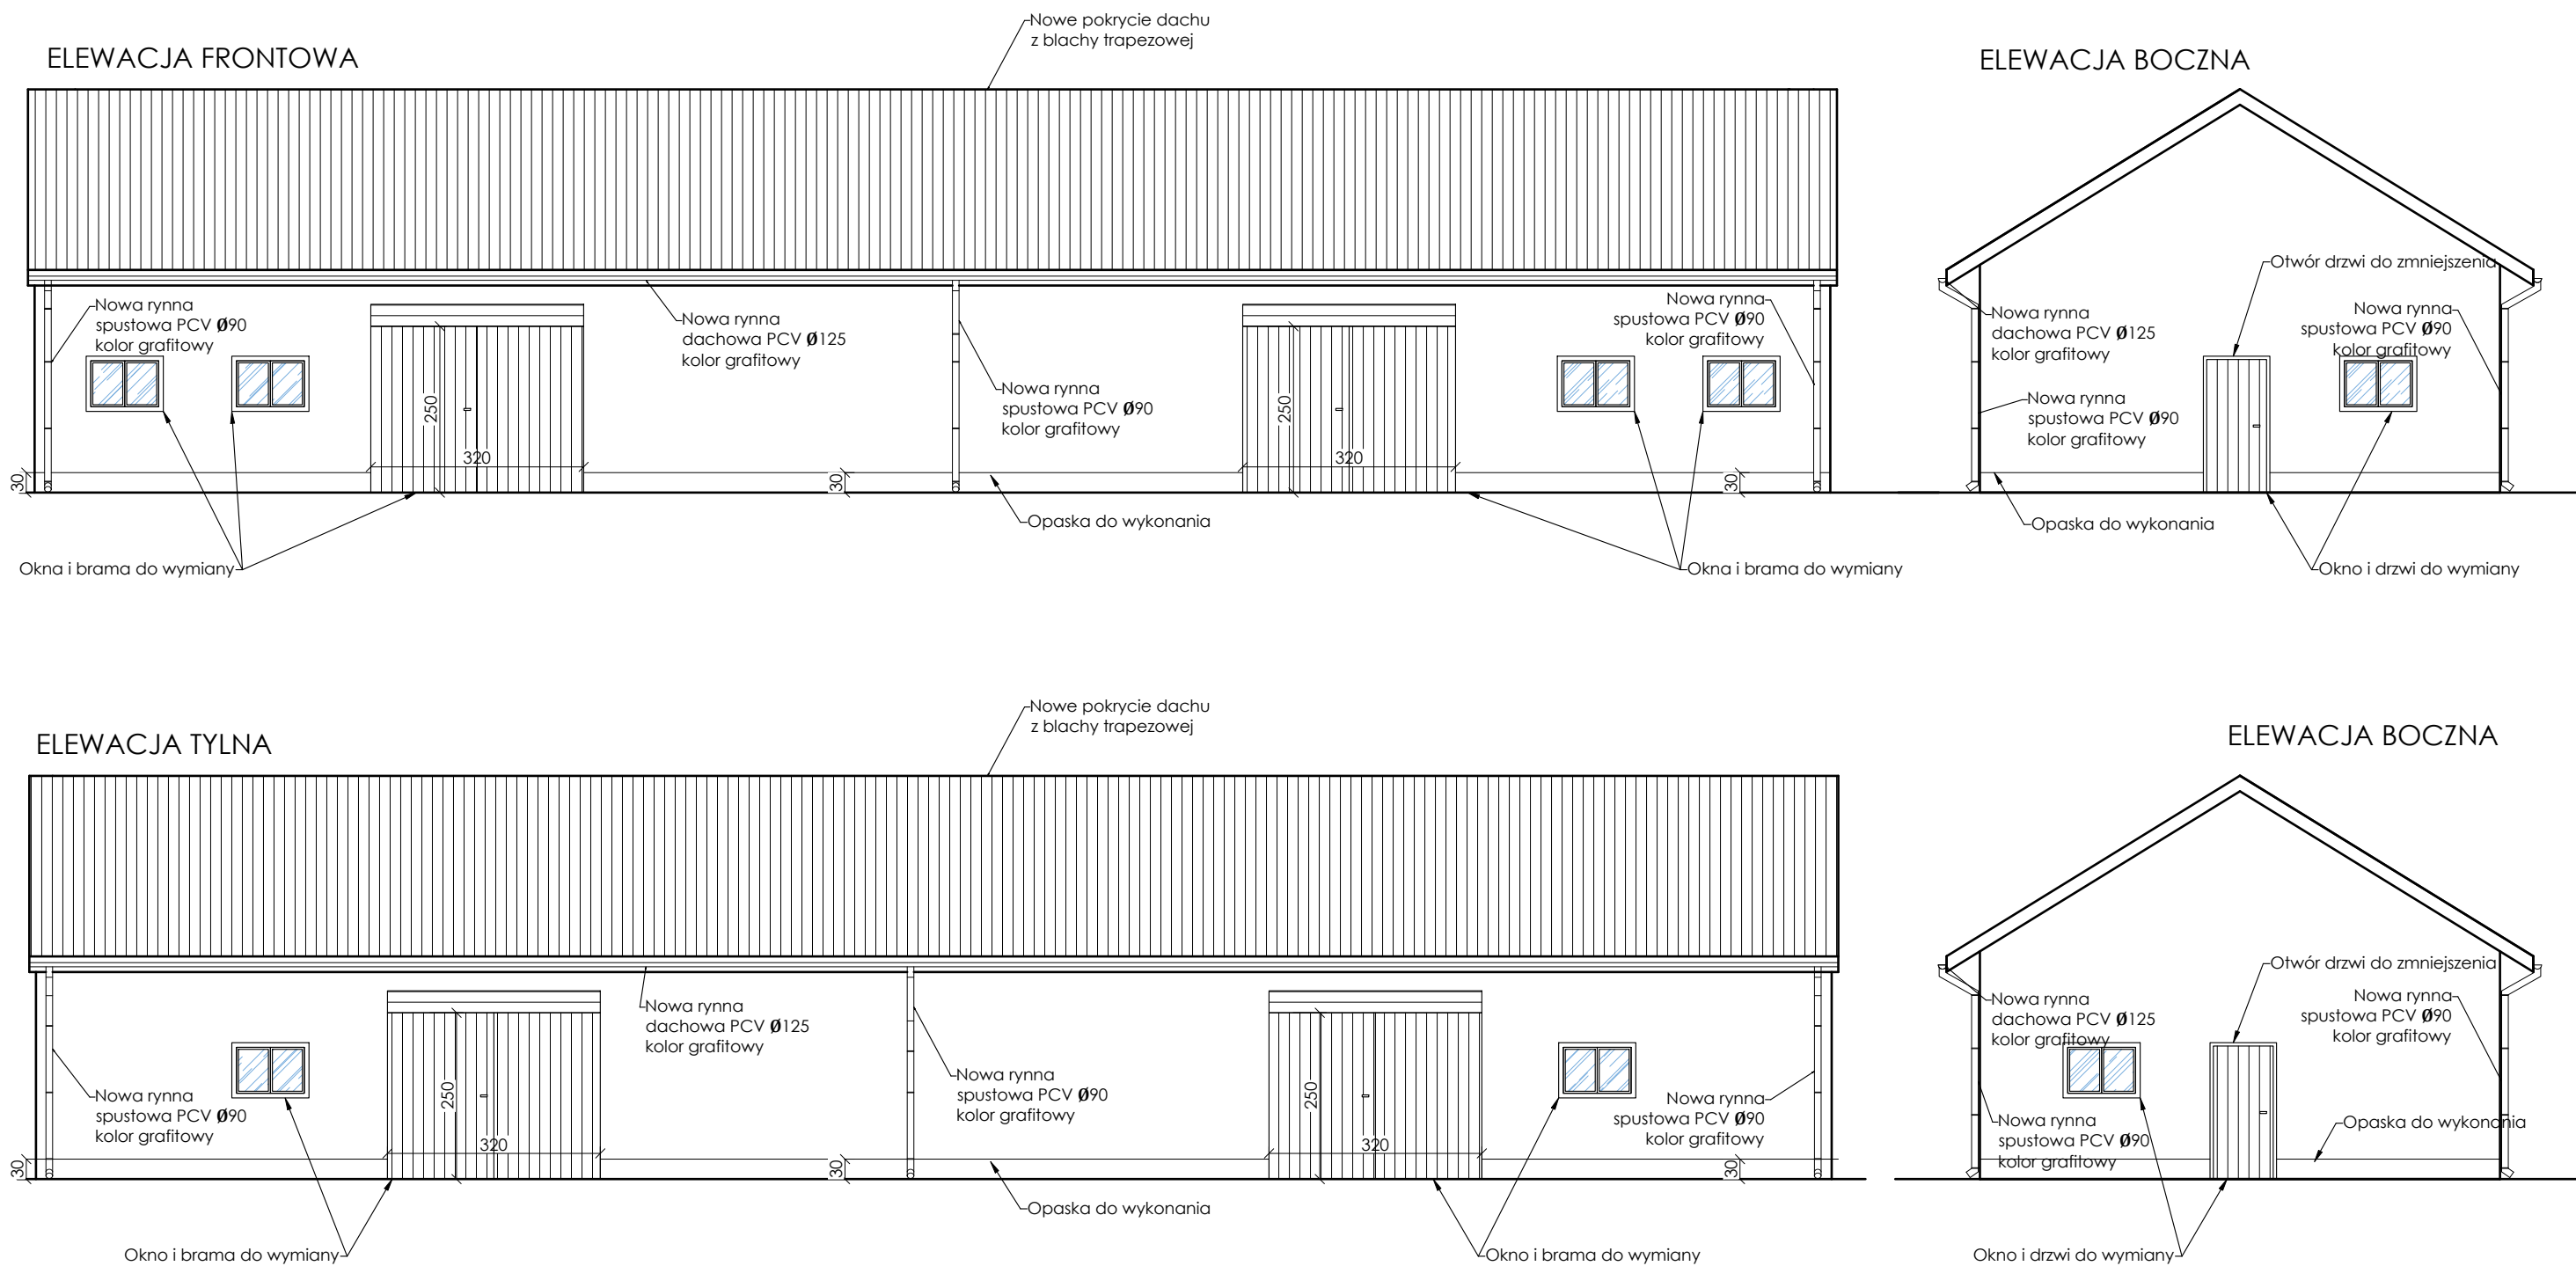 Nowe pokrycie dachu
z blachy trapezowej
ELEWACJA FRONTOWA
Nowa rynna
spustowa PCV Ø90
kolor grafitowy
Nowa rynna
dachowa PCV Ø125
kolor grafitowy
Nowa rynna
spustowa PCV Ø90
kolor grafitowy
Nowa rynna
spustowa PCV Ø90
kolor grafitowy
250
320
250
320
30
30
30
Opaska do wykonania
Okna i brama do wymiany
Okna i brama do wymiany
ELEWACJA BOCZNA
Otwór drzwi do zmniejszenia
Nowa rynna
dachowa PCV Ø125
kolor grafitowy
Nowa rynna
spustowa PCV Ø90
kolor grafitowy
Nowa rynna
spustowa PCV Ø90
kolor grafitowy
Opaska do wykonania
Okno i drzwi do wymiany
Nowe pokrycie dachu
z blachy trapezowej
ELEWACJA TYLNA
Nowa rynna
dachowa PCV Ø125
kolor grafitowy
Nowa rynna
spustowa PCV Ø90
kolor grafitowy
Nowa rynna
spustowa PCV Ø90
kolor grafitowy
Nowa rynna
spustowa PCV Ø90
kolor grafitowy
250
320
250
320
30
30
30
Opaska do wykonania
Okno i brama do wymiany
Okno i brama do wymiany
ELEWACJA BOCZNA
Otwór drzwi do zmniejszenia
Nowa rynna
dachowa PCV Ø125
kolor grafitowy
Nowa rynna
spustowa PCV Ø90
kolor grafitowy
Nowa rynna
spustowa PCV Ø90
kolor grafitowy
Opaska do wykonania
Okno i drzwi do wymiany